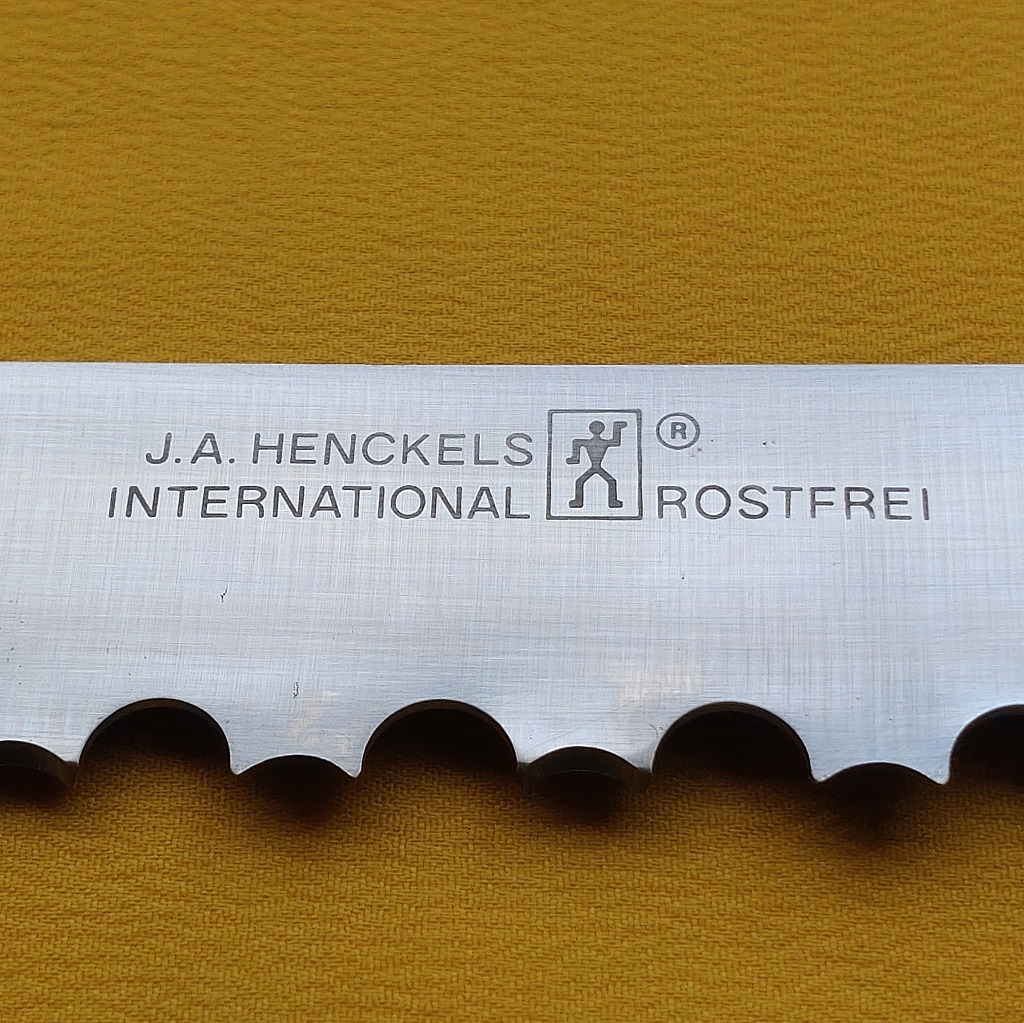 J.A. HENCKELS ®
INTERNATIONAL ROSTFREI